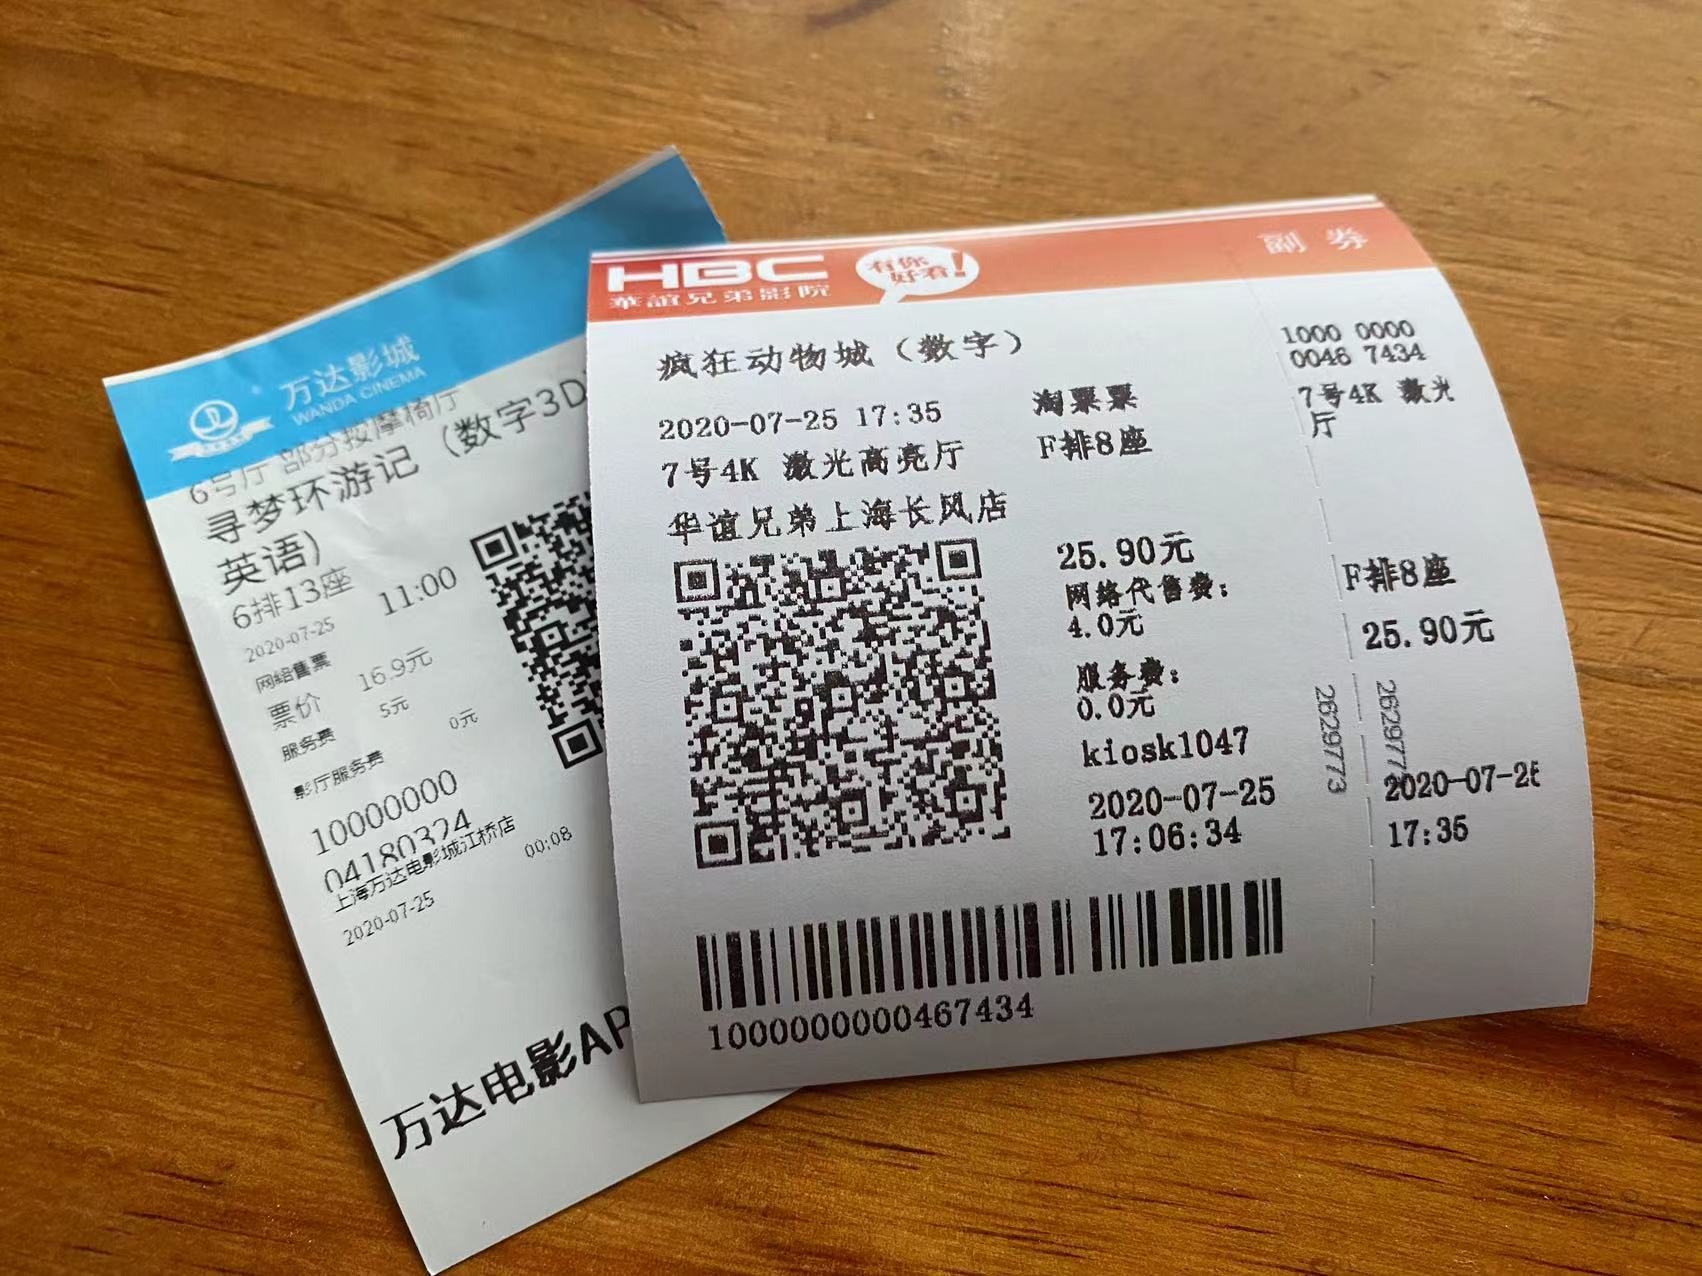 万达影城
WANDA CINEMA
6号厅 部分按摩椅厅
寻梦环游记（数字3D
英语)
6排13座
11:00
2020-07-25
网络售票
票价 16.9元
服务费 5元
影厅服务费 0元
10000000
04180324
上海万达电影城江桥店
2020-07-25 00:08
万达电影AP
HBC
華誼兄弟影院
有你
好看!
副券
疯狂动物城（数字）
2020-07-25 17:35
淘票票
7号4K 激光高亮厅
F排8座
华谊兄弟上海长风店
25.90元
网络代售费:
4.0元
服务费:
0.0元
kiosk1047
2020-07-25
17:06:34
1000000000467434
26297773
1000 0000
0046 7434
7号4K 激光
厅
F排8座
25.90元
2629777
2020-07-2
17:35